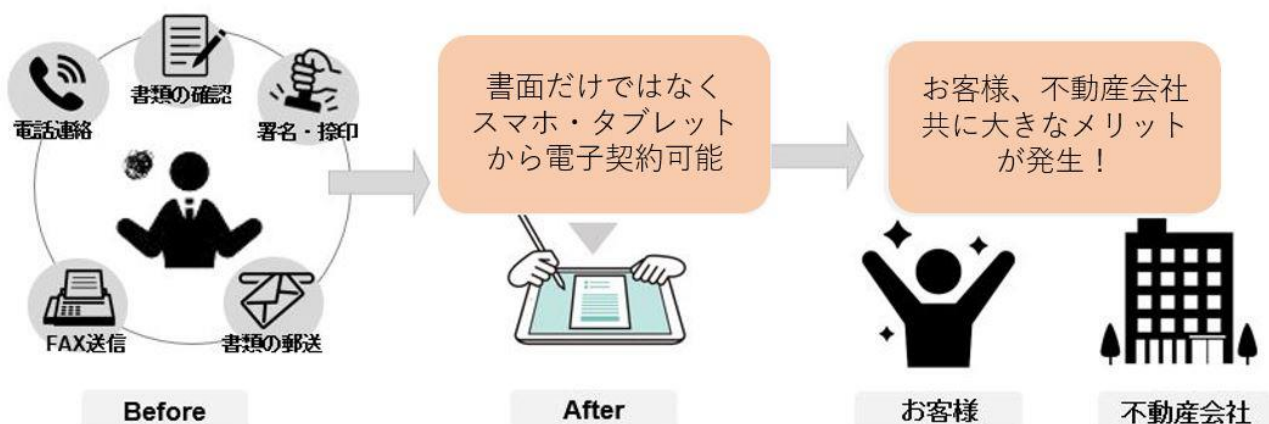 書類の確認
電話連絡
署名・捺印
FAX送信
書類の郵送
Before
書面だけではなく
スマホ・タブレット
から電子契約可能
After
お客様、不動産会社
共に大きなメリット
が発生！
お客様
不動産会社